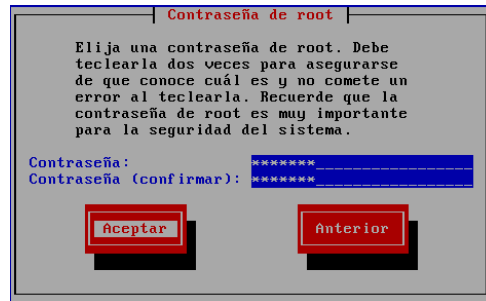 Contraseña de root
Elija una contraseña de root. Debe
teclearla dos veces para asegurarse
de que conoce cuál es y no comete un
error al teclearla. Recuerde que la
contraseña de root es muy importante
para la seguridad del sistema.
Contraseña: *******
Contraseña (confirmar): *******
Aceptar Anterior